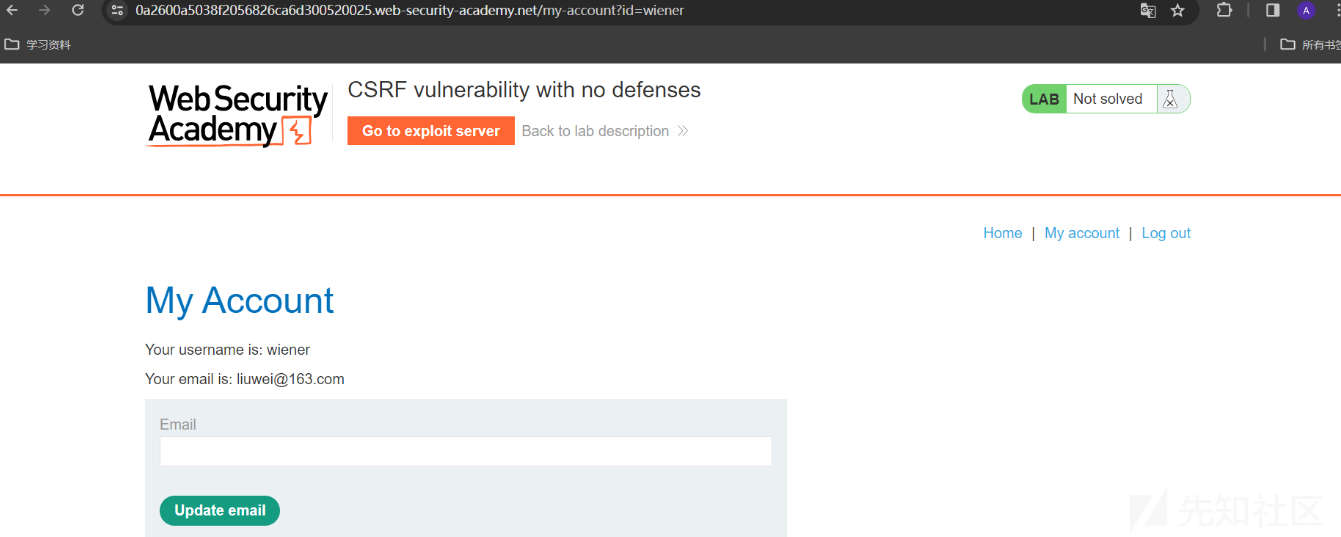 0a2600a5038f2056826ca6d300520025.web-security-academy.net/my-account?id=wiener
A
学习资料
所有书签
Web Security
Academy
CSRF vulnerability with no defenses
Go to exploit server
Back to lab description
LAB
Not solved
Home | My account | Log out
My Account
Your username is: wiener
Your email is: liuwei@163.com
Email
Update email
先知社区